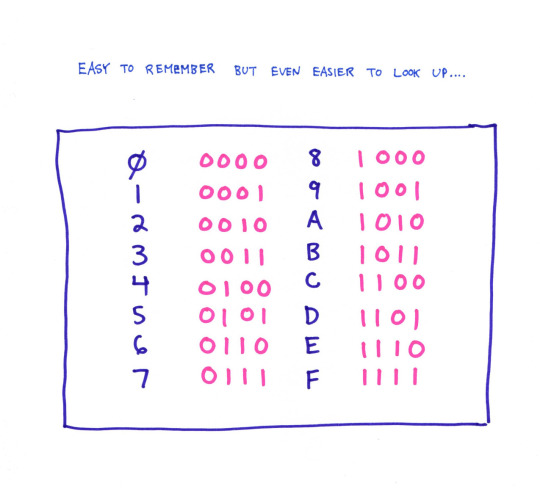 EASY TO REMEMBER BUT EVEN EASIER TO LOOK UP....
0 0000 8 1000
1 0001 9 1001
2 0010 A 1010
3 0011 B 1011
4 0100 C 1100
5 0101 D 1101
6 0110 E 1110
7 0111 F 1111